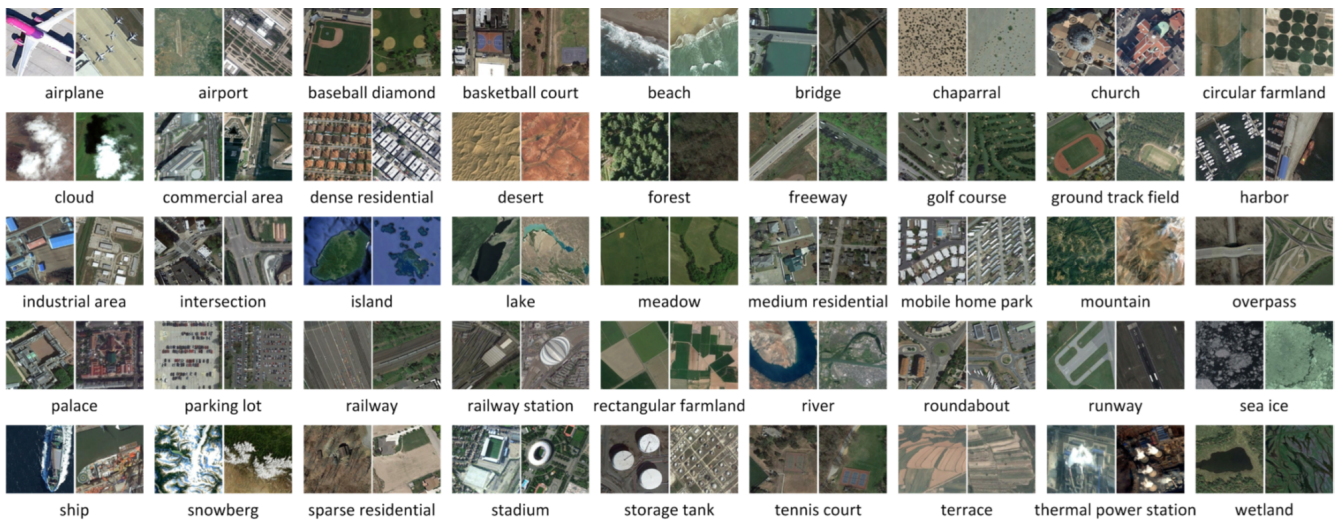 airplane
airport
baseball diamond
basketball court
beach
bridge
chaparral
church
circular farmland
cloud
commercial area
dense residential
desert
forest
freeway
golf course
ground track field
harbor
industrial area
intersection
island
lake
meadow
medium residential
mobile home park
mountain
overpass
palace
parking lot
railway
railway station
rectangular farmland
river
roundabout
runway
sea ice
ship
snowberg
sparse residential
stadium
storage tank
tennis court
terrace
thermal power station
wetland